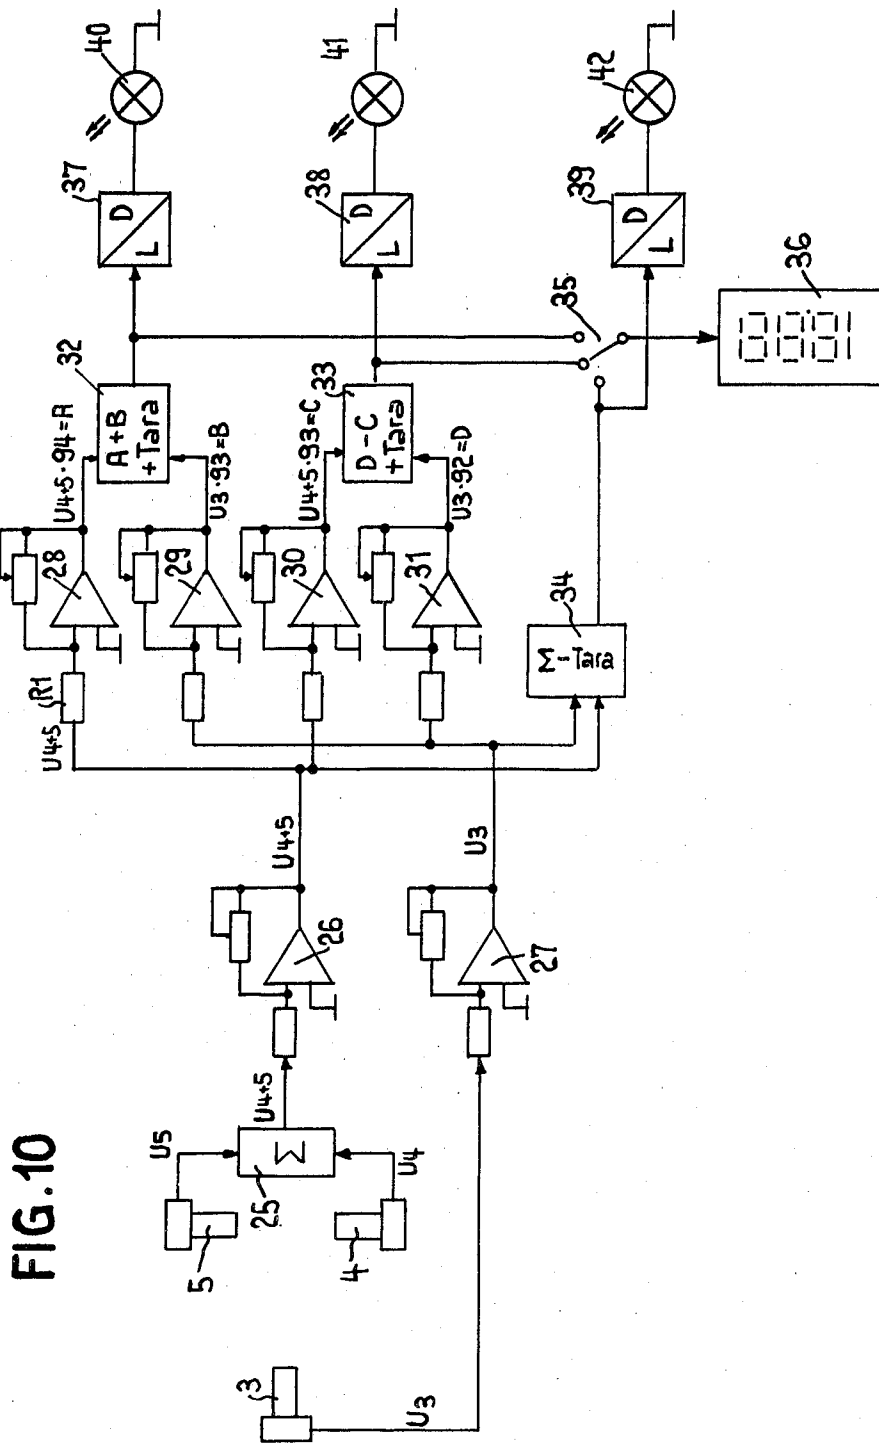 FIG.10
3
U3
5
U5
4
U4
25
Σ
U4+5
26
U4+5
27
U3
U4+5
R1
28
U4+5·94=A
29
U3·93=B
30
U4+5·93=C
31
U3·92=D
32
A+B
+Tara
33
D-C
+Tara
34
Σ-Tara
35
36
37
D
L
38
D
L
39
D
L
40
41
42